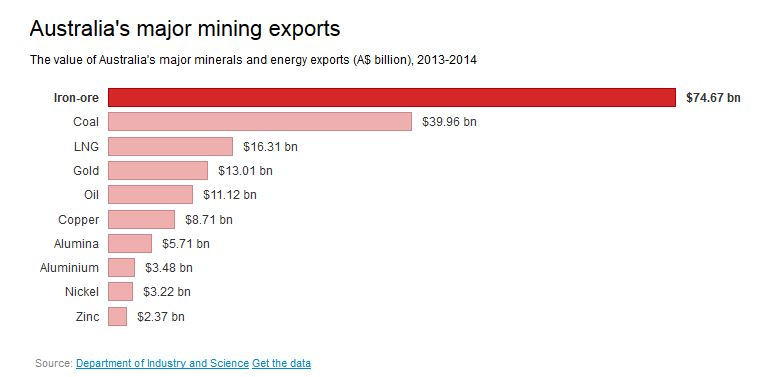 Australia's major mining exports
The value of Australia's major minerals and energy exports (A$ billion), 2013-2014
Iron-ore $74.67 bn
Coal $39.96 bn
LNG $16.31 bn
Gold $13.01 bn
Oil $11.12 bn
Copper $8.71 bn
Alumina $5.71 bn
Aluminium $3.48 bn
Nickel $3.22 bn
Zinc $2.37 bn
Source: Department of Industry and Science Get the data